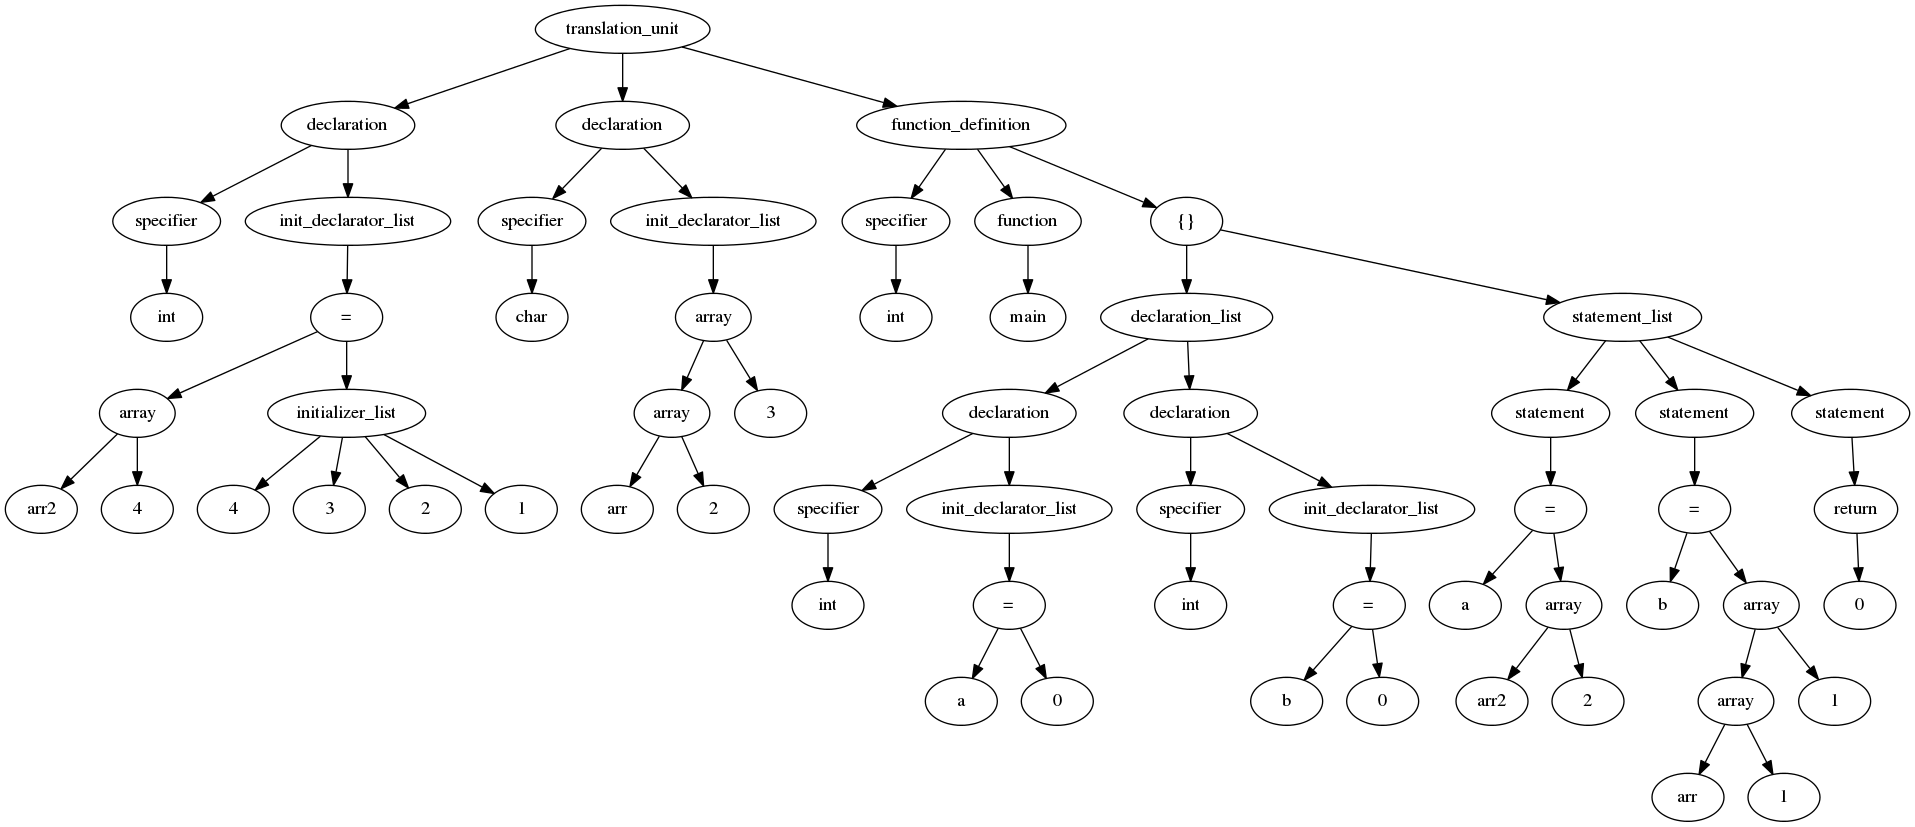 translation_unit
declaration declaration function_definition
specifier init_declarator_list specifier init_declarator_list specifier function {}
int = char array int main declaration_list statement_list
array initializer_list array 3 declaration declaration statement statement statement
arr2 4 4 3 2 1 arr 2 specifier init_declarator_list specifier init_declarator_list = = return
int = int = a array b array 0
a 0 b 0 arr2 2 array 1
arr 1